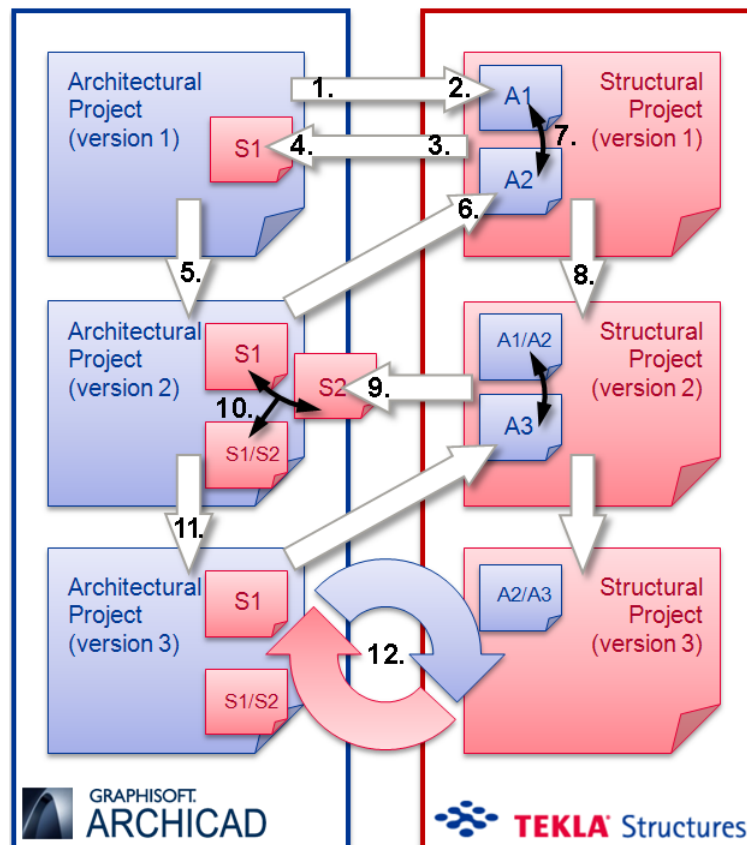 Architectural
Project
(version 1)
S1
1.
2.
A1
Structural
Project
(version 1)
4.
3.
7.
A2
6.
5.
8.
Architectural
Project
(version 2)
S1
S2
9.
10.
S1/S2
A1/A2
A3
Structural
Project
(version 2)
11.
Architectural
Project
(version 3)
S1
S1/S2
12.
A2/A3
Structural
Project
(version 3)
GRAPHISOFT.
ARCHICAD
TEKLA Structures